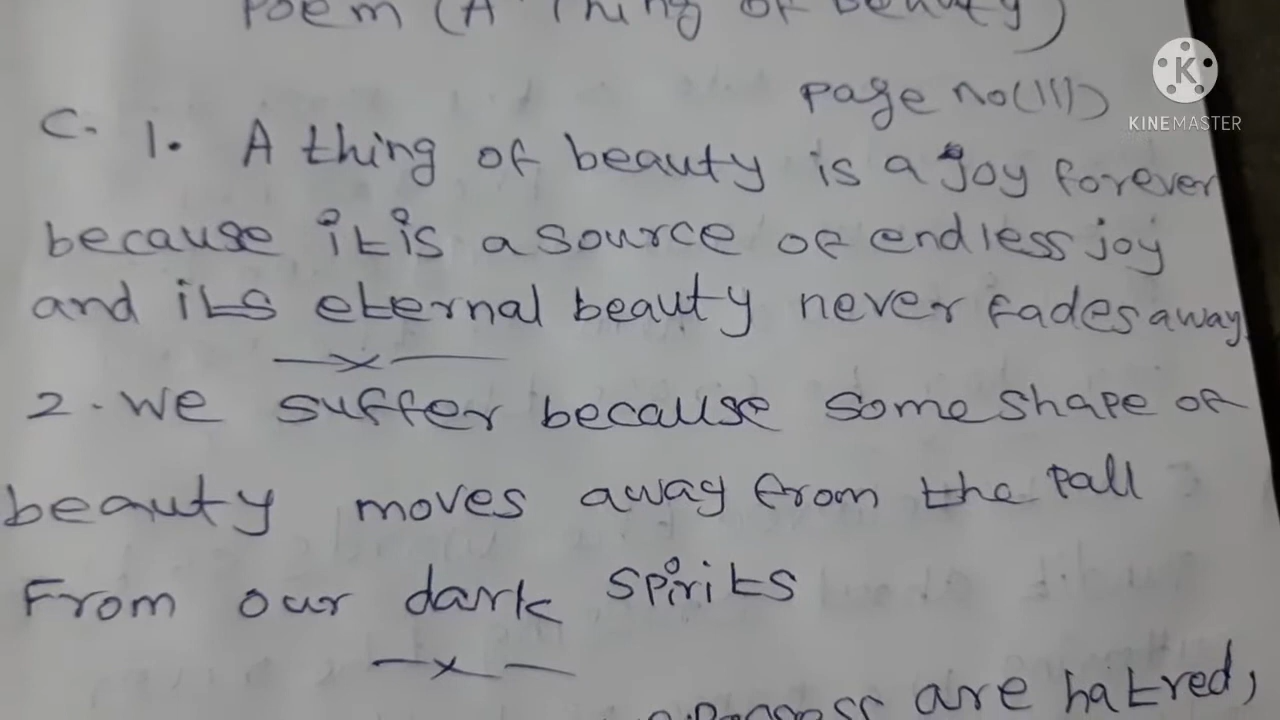 Poem (A Thing of Beauty)
Page no(111)
C. 1. A thing of beauty is a joy forever
because it is a source of endless joy
and its eternal beauty never fades away.
2. We suffer because some shape of
beauty moves away from the Pall
From our dark spirits
are hatred,
K
KINEMASTER